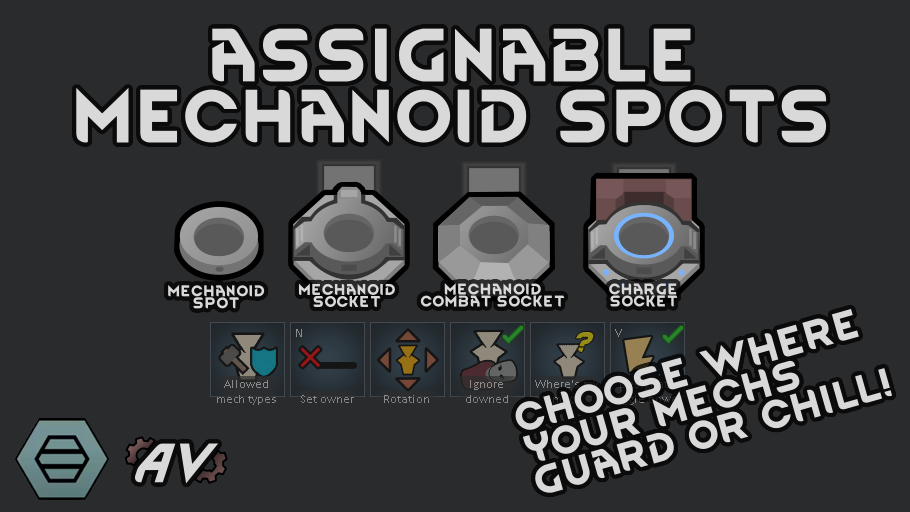 ASSIGNABLE
MECHANOID SPOTS
MECHANOID
SPOT
MECHANOID
SOCKET
MECHANOID
COMBAT SOCKET
CHARGE
SOCKET
N
V
Allowed
mech types
Set owner
Rotation
Ignore
downed
Where's
CHOOSE WHERE
YOUR MECHS
GUARD OR CHILL!
AV